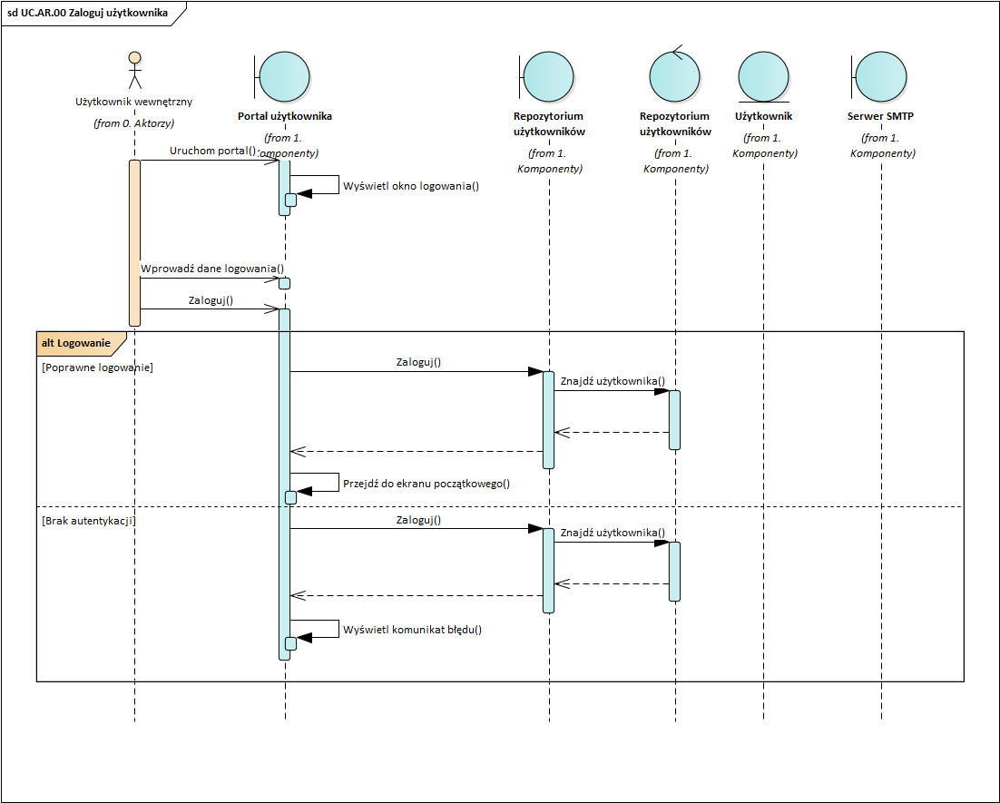 sd UC.AR.00 Zaloguj użytkownika
Użytkownik wewnętrzny
(from 0. Aktorzy)
Portal użytkownika
(from 1.
Komponenty)
Repozytorium
użytkowników
(from 1.
Komponenty)
Repozytorium
użytkowników
(from 1.
Komponenty)
Użytkownik
(from 1.
Komponenty)
Serwer SMTP
(from 1.
Komponenty)
Uruchom portal()
Wyświetl okno logowania()
Wprowadź dane logowania()
Zaloguj()
alt Logowanie
[Poprawne logowanie]
Zaloguj()
Znajdź użytkownika()
Przejdź do ekranu początkowego()
[Brak autentykacji]
Zaloguj()
Znajdź użytkownika()
Wyświetl komunikat błędu()